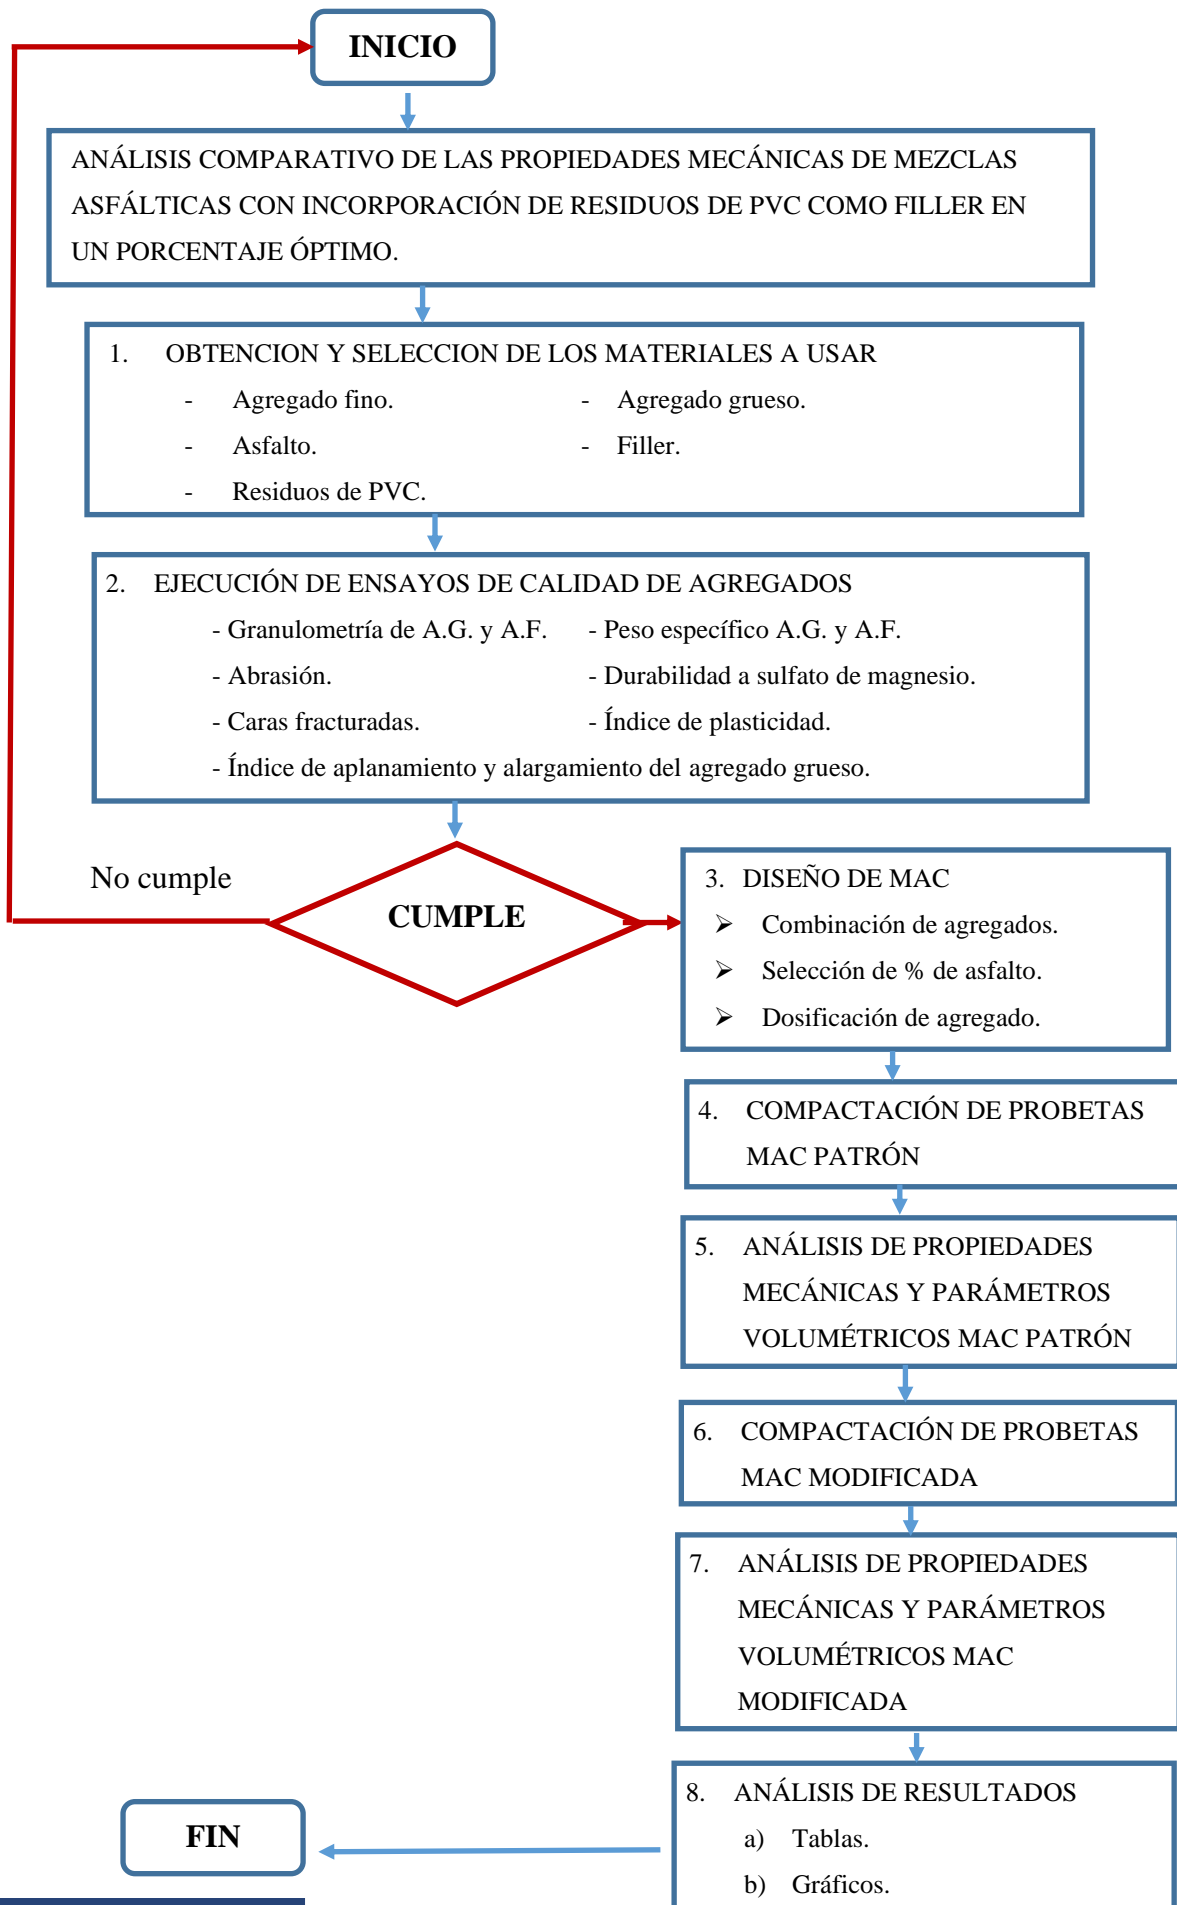 INICIO
ANÁLISIS COMPARATIVO DE LAS PROPIEDADES MECÁNICAS DE MEZCLAS
ASFÁLTICAS CON INCORPORACIÓN DE RESIDUOS DE PVC COMO FILLER EN
UN PORCENTAJE ÓPTIMO.
1. OBTENCION Y SELECCION DE LOS MATERIALES A USAR
- Agregado fino. - Agregado grueso.
- Asfalto. - Filler.
- Residuos de PVC.
2. EJECUCIÓN DE ENSAYOS DE CALIDAD DE AGREGADOS
- Granulometría de A.G. y A.F. - Peso específico A.G. y A.F.
- Abrasión. - Durabilidad a sulfato de magnesio.
- Caras fracturadas. - Índice de plasticidad.
- Índice de aplanamiento y alargamiento del agregado grueso.
No cumple
CUMPLE
3. DISEÑO DE MAC
➢ Combinación de agregados.
➢ Selección de % de asfalto.
➢ Dosificación de agregado.
4. COMPACTACIÓN DE PROBETAS
MAC PATRÓN
5. ANÁLISIS DE PROPIEDADES
MECÁNICAS Y PARÁMETROS
VOLUMÉTRICOS MAC PATRÓN
6. COMPACTACIÓN DE PROBETAS
MAC MODIFICADA
7. ANÁLISIS DE PROPIEDADES
MECÁNICAS Y PARÁMETROS
VOLUMÉTRICOS MAC
MODIFICADA
8. ANÁLISIS DE RESULTADOS
a) Tablas.
b) Gráficos.
FIN